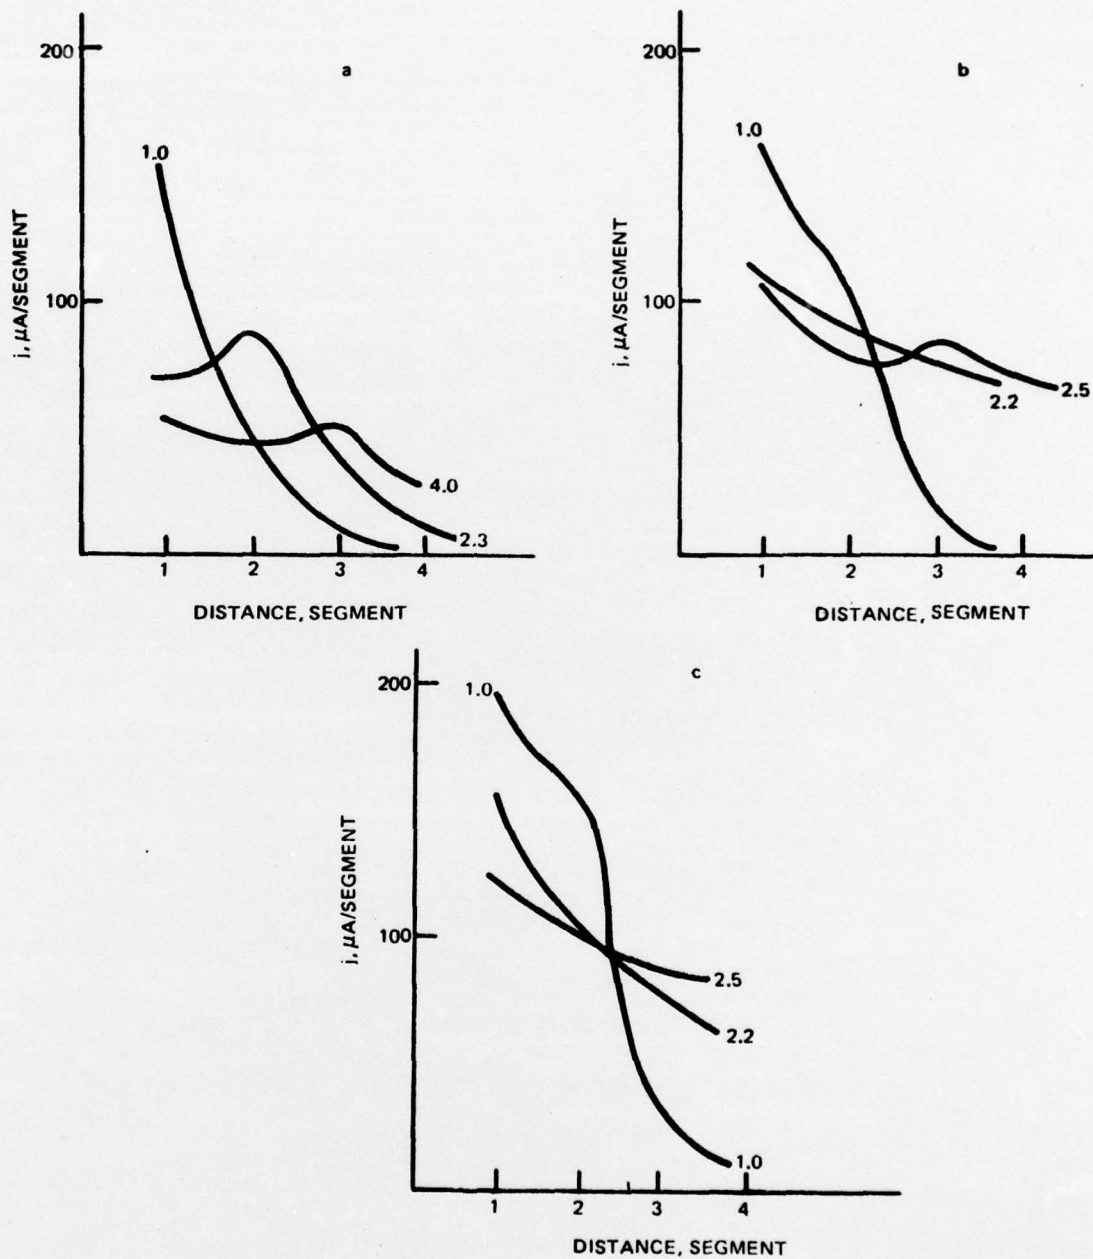 a
200
1.0
100
j, μA/SEGMENT
4.0
2.3
1 2 3 4
DISTANCE, SEGMENT
b
200
1.0
100
j, μA/SEGMENT
2.2
2.5
1 2 3 4
DISTANCE, SEGMENT
c
200
1.0
100
j, μA/SEGMENT
2.5
2.2
1.0
1 2 3 4
DISTANCE, SEGMENT